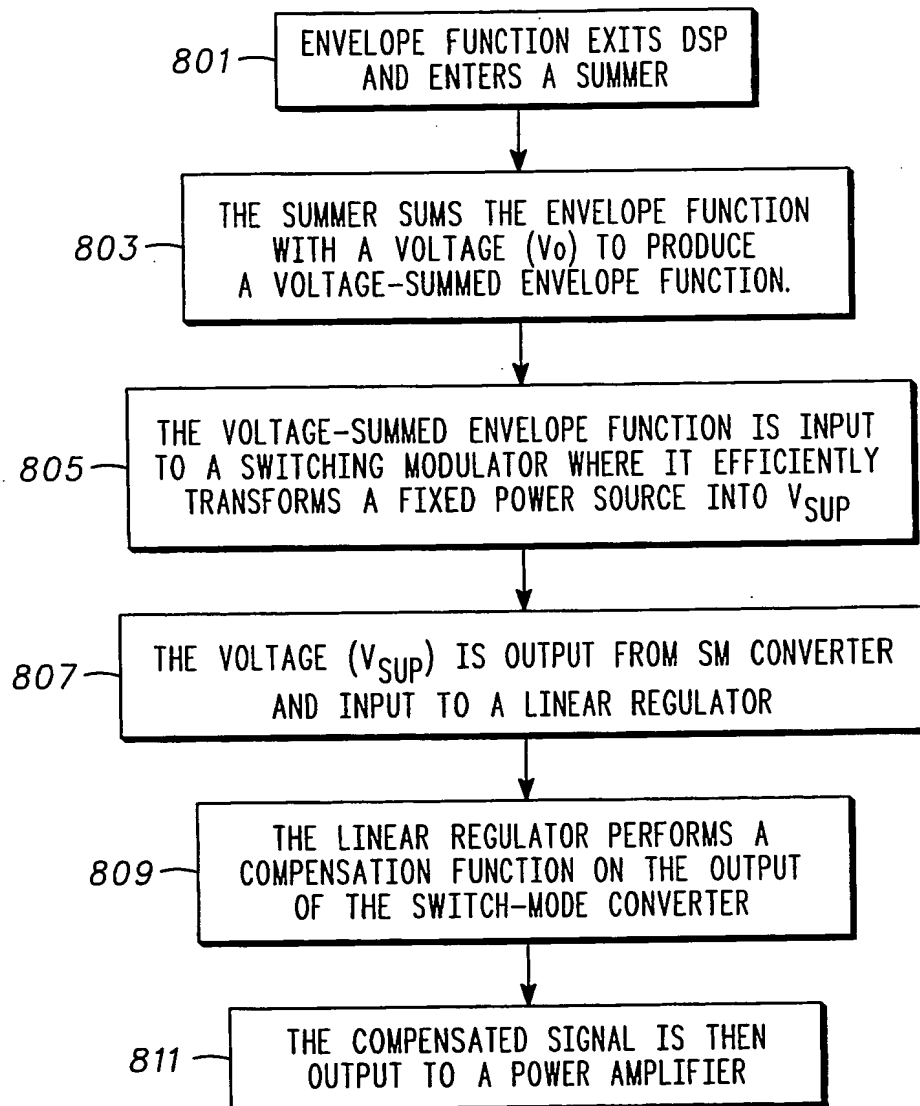 801
ENVELOPE FUNCTION EXITS DSP
AND ENTERS A SUMMER
803
THE SUMMER SUMS THE ENVELOPE FUNCTION
WITH A VOLTAGE (Vo) TO PRODUCE
A VOLTAGE-SUMMED ENVELOPE FUNCTION.
805
THE VOLTAGE-SUMMED ENVELOPE FUNCTION IS INPUT
TO A SWITCHING MODULATOR WHERE IT EFFICIENTLY
TRANSFORMS A FIXED POWER SOURCE INTO VSUP
807
THE VOLTAGE (VSUP) IS OUTPUT FROM SM CONVERTER
AND INPUT TO A LINEAR REGULATOR
809
THE LINEAR REGULATOR PERFORMS A
COMPENSATION FUNCTION ON THE OUTPUT
OF THE SWITCH-MODE CONVERTER
811
THE COMPENSATED SIGNAL IS THEN
OUTPUT TO A POWER AMPLIFIER